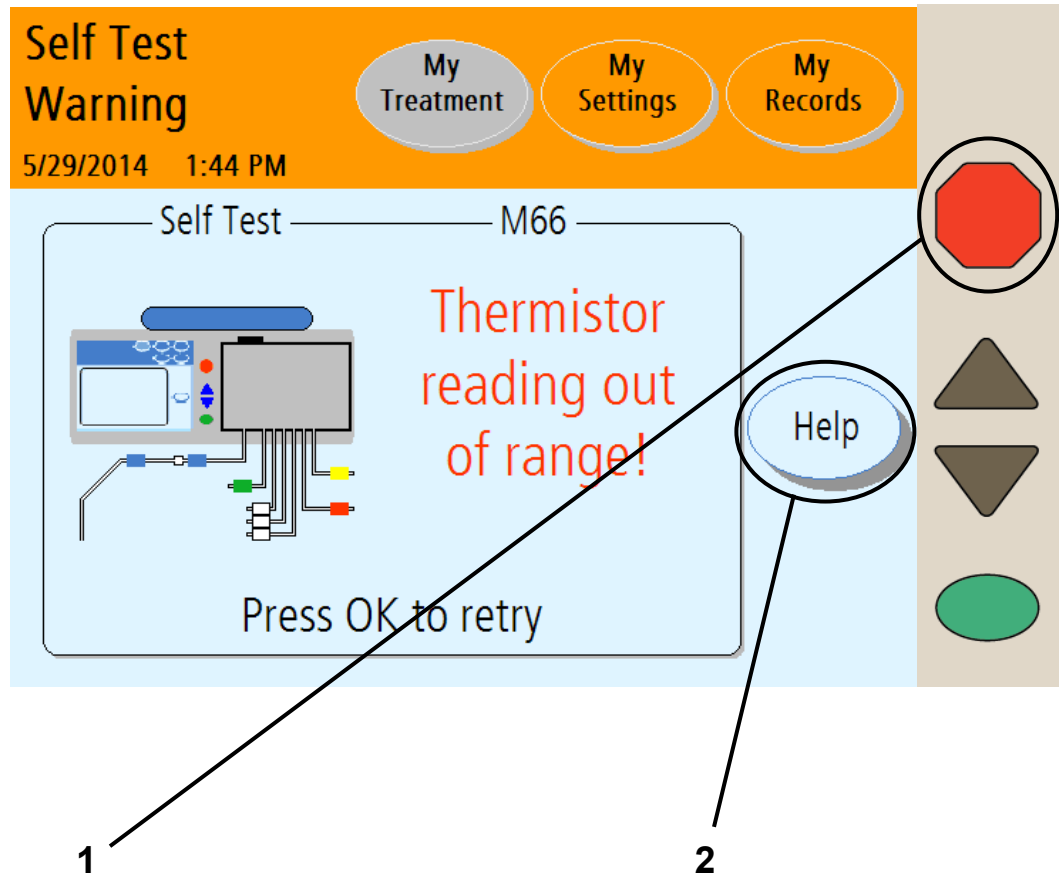 Self Test
Warning
5/29/2014 1:44 PM
My
Treatment
My
Settings
My
Records
Self Test
M66
Thermistor
reading out
of range!
Help
Press OK to retry
1
2